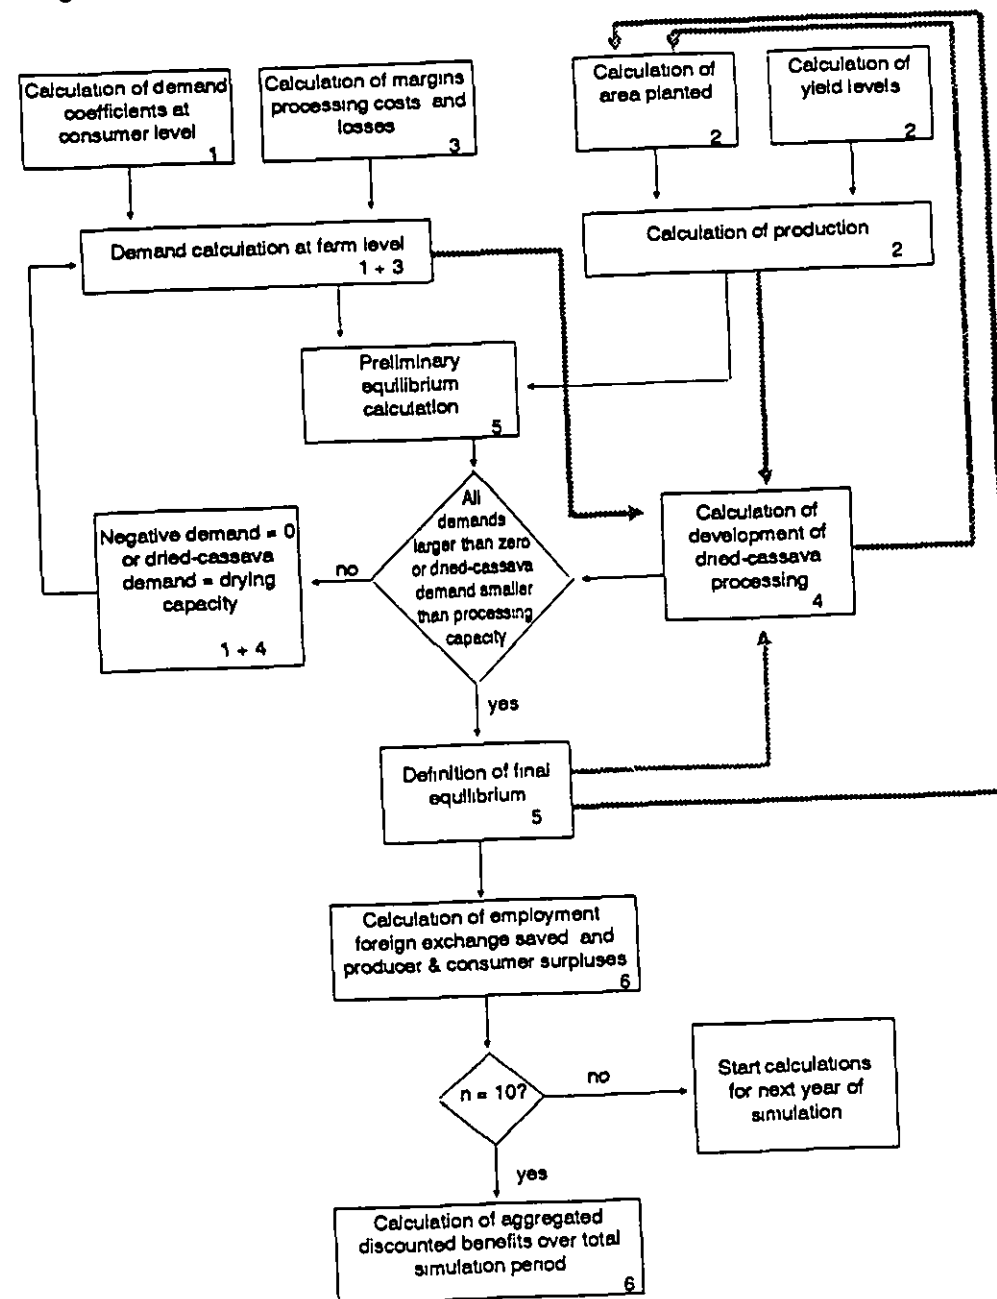 Calculation of demand
coefficients at
consumer level
1
Calculation of margins
processing costs and
losses
3
Calculation of
area planted
2
Calculation of
yield levels
2
Demand calculation at farm level
1 + 3
Calculation of production
2
Preliminary
equilibrium
calculation
5
All
demands
larger than zero
or dried-cassava
demand smaller
than processing
capacity
no
Negative demand = 0
or dried-cassava
demand = drying
capacity
1 + 4
Calculation of
development of
dried-cassava
processing
4
yes
Definition of final
equilibrium
5
Calculation of employment
foreign exchange saved and
producer & consumer surpluses
6
n = 10?
no
Start calculations
for next year of
simulation
yes
Calculation of aggregated
discounted benefits over total
simulation period
6